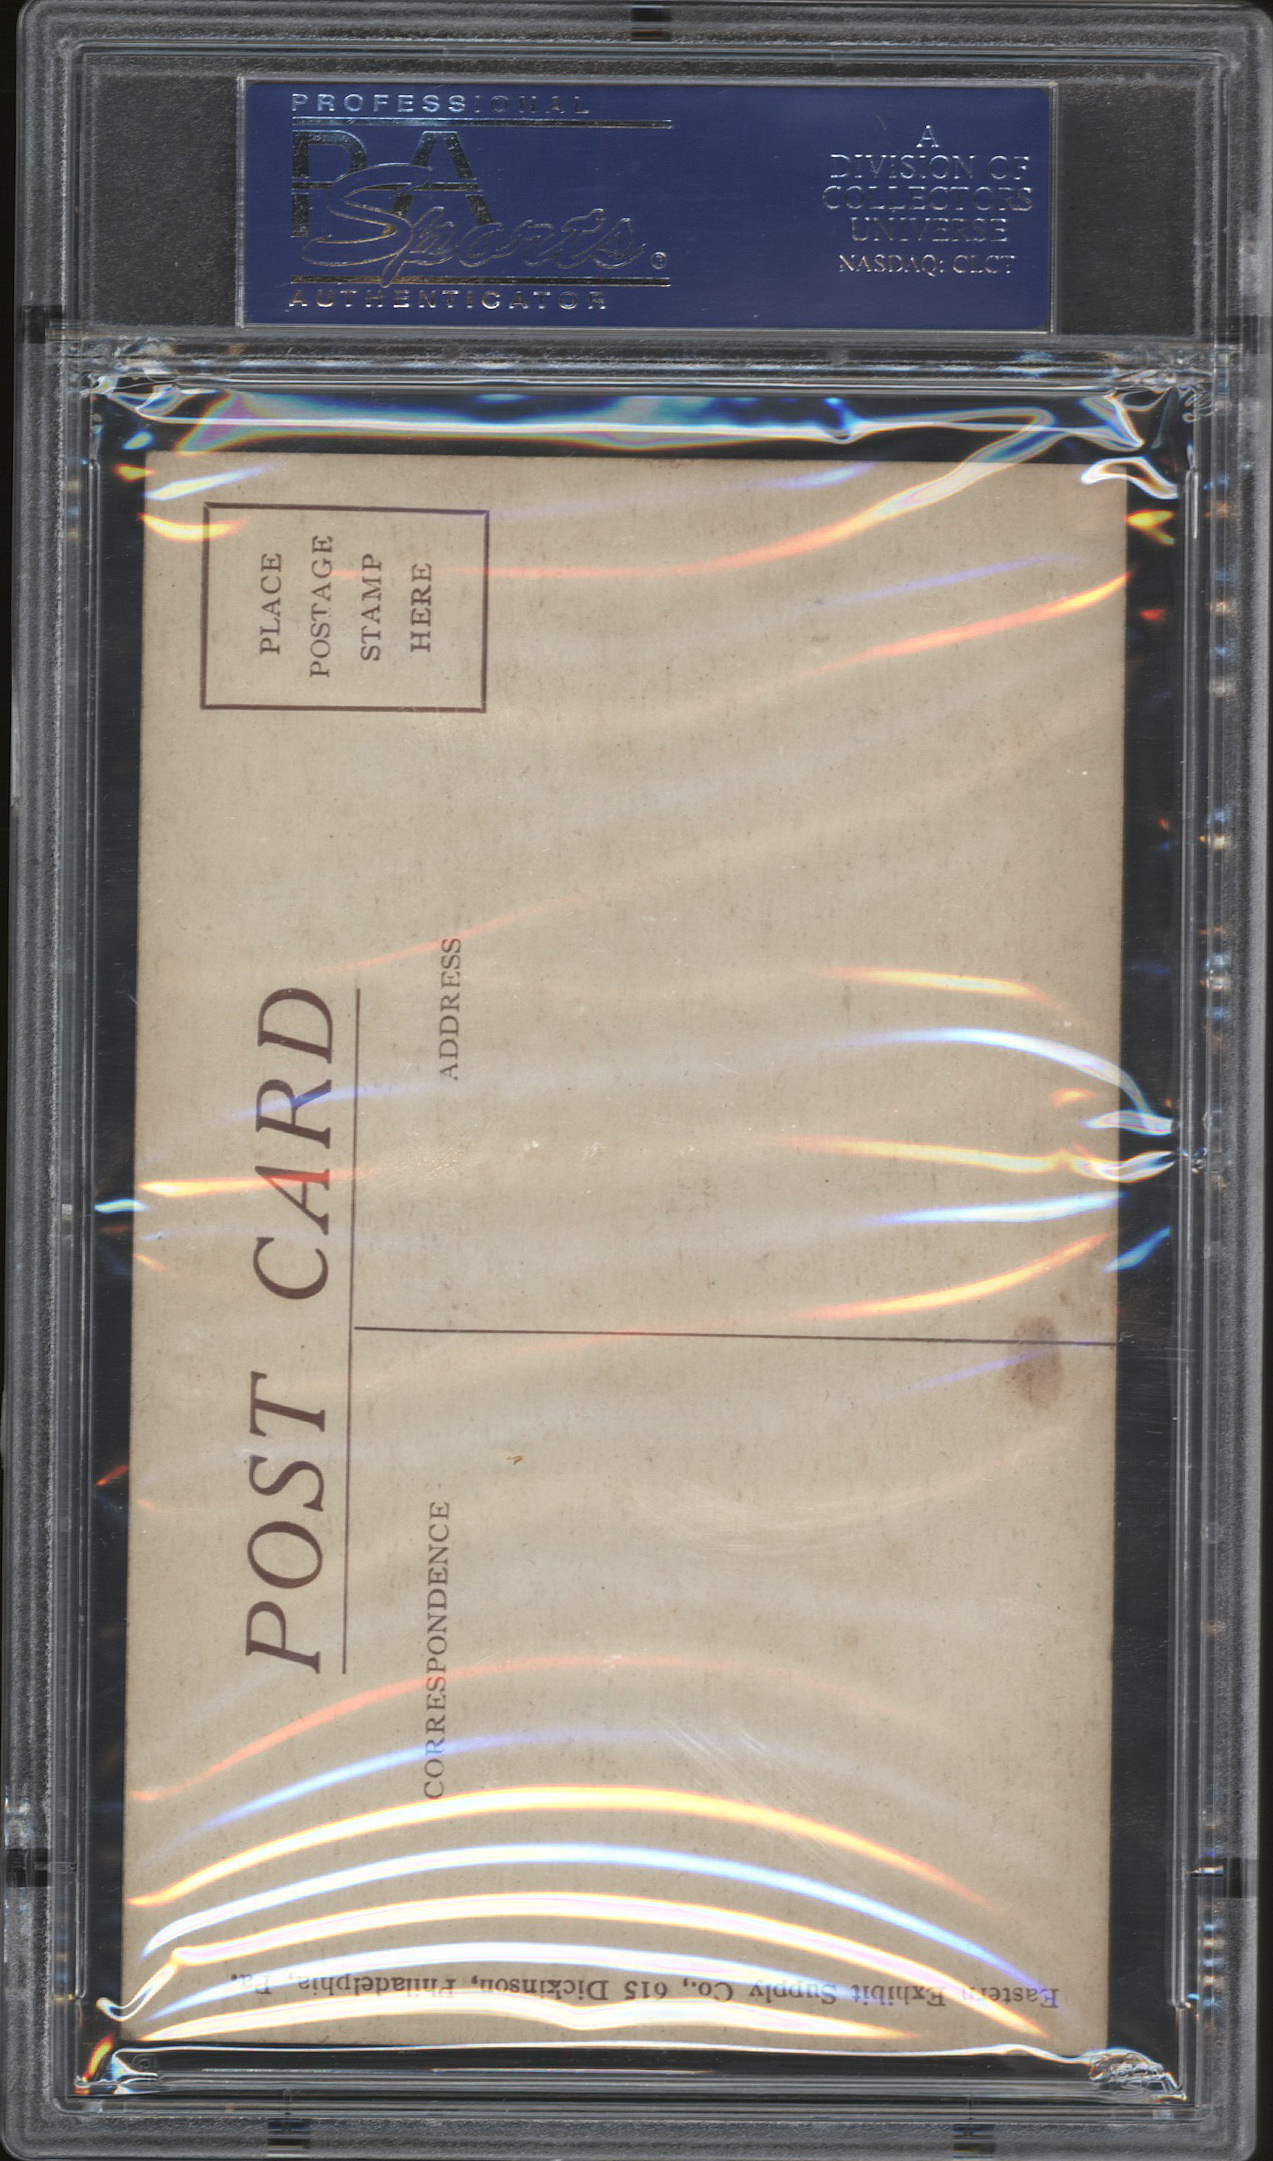 PROFESSIONAL
PSA
Sports®
AUTHENTICATOR
A
DIVISION OF
COLLECTORS
UNIVERSE
NASDAQ: CLCT
PLACE
POSTAGE
STAMP
HERE
POST CARD
ADDRESS
CORRESPONDENCE
Eastern Exhibit Supply Co., 615 Dickinson, Philadelphia, Pa.